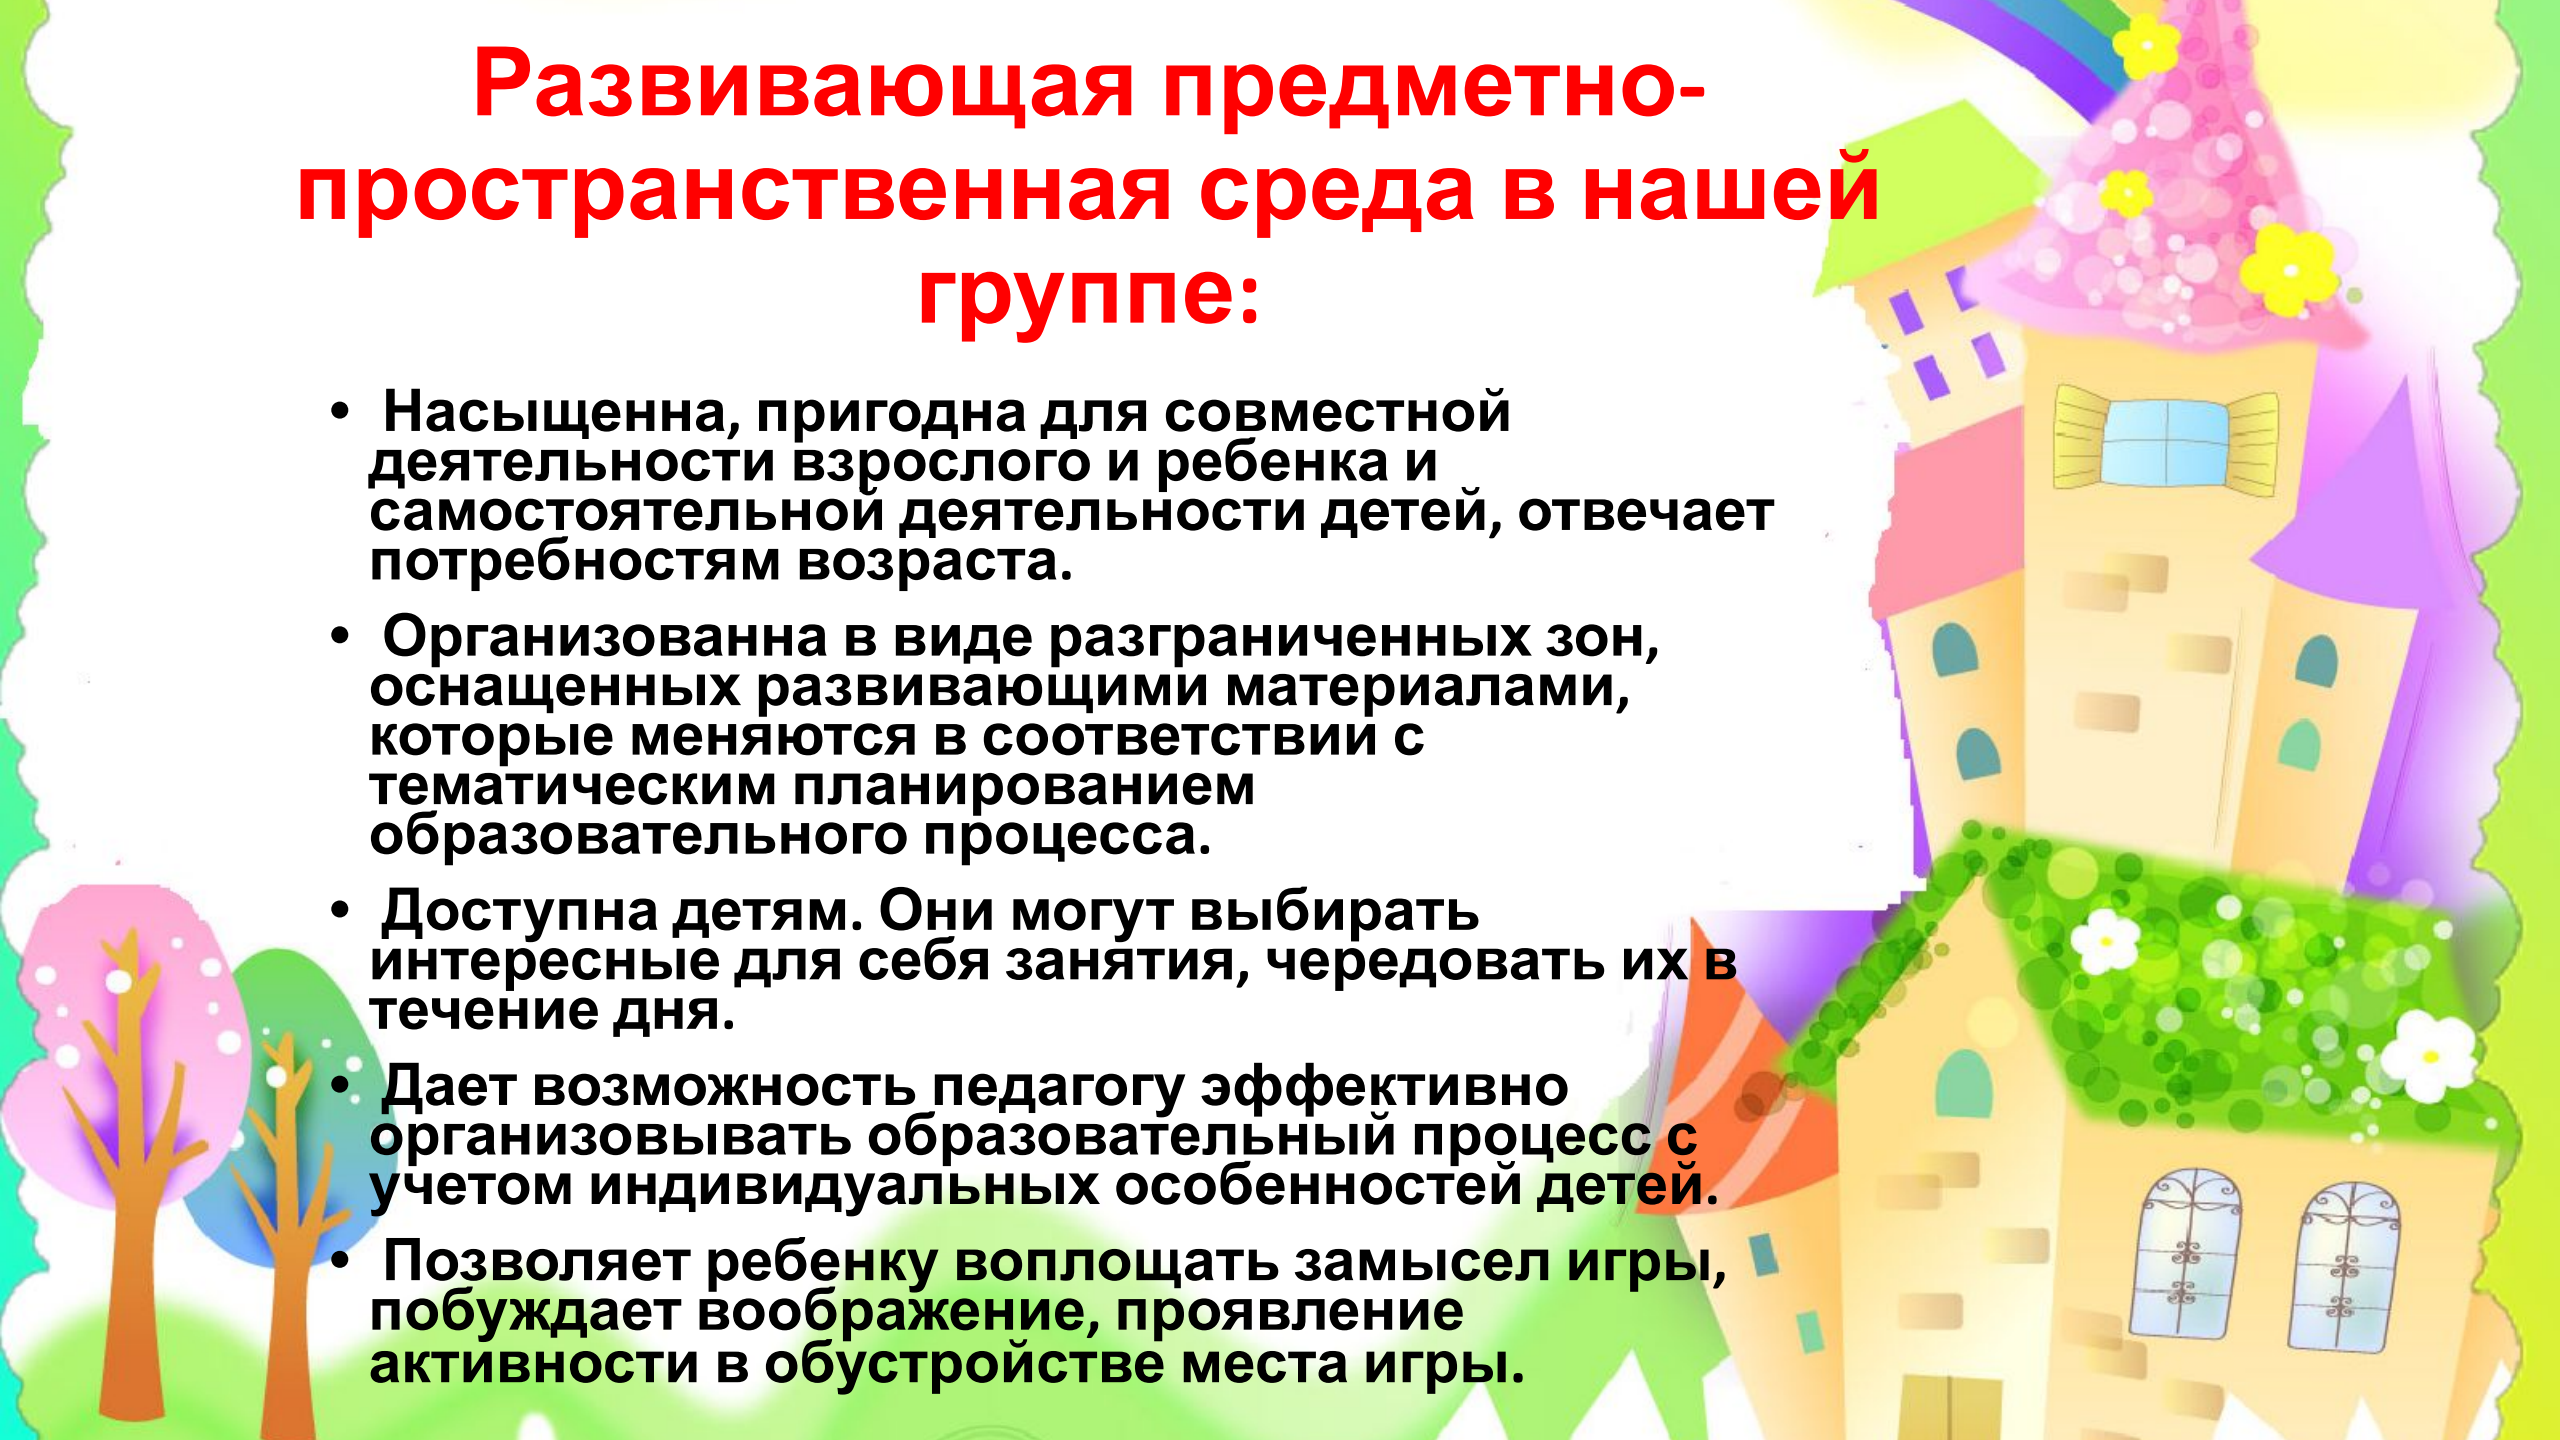 Развивающая предметно-
пространственная среда в нашей
группе:
• Насыщенна, пригодна для совместной
деятельности взрослого и ребенка и
самостоятельной деятельности детей, отвечает
потребностям возраста.
• Организованна в виде разграниченных зон,
оснащенных развивающими материалами,
которые меняются в соответствии с
тематическим планированием
образовательного процесса.
• Доступна детям. Они могут выбирать
интересные для себя занятия, чередовать их в
течение дня.
• Дает возможность педагогу эффективно
организовывать образовательный процесс с
учетом индивидуальных особенностей детей.
• Позволяет ребенку воплощать замысел игры,
побуждает воображение, проявление
активности в обустройстве места игры.